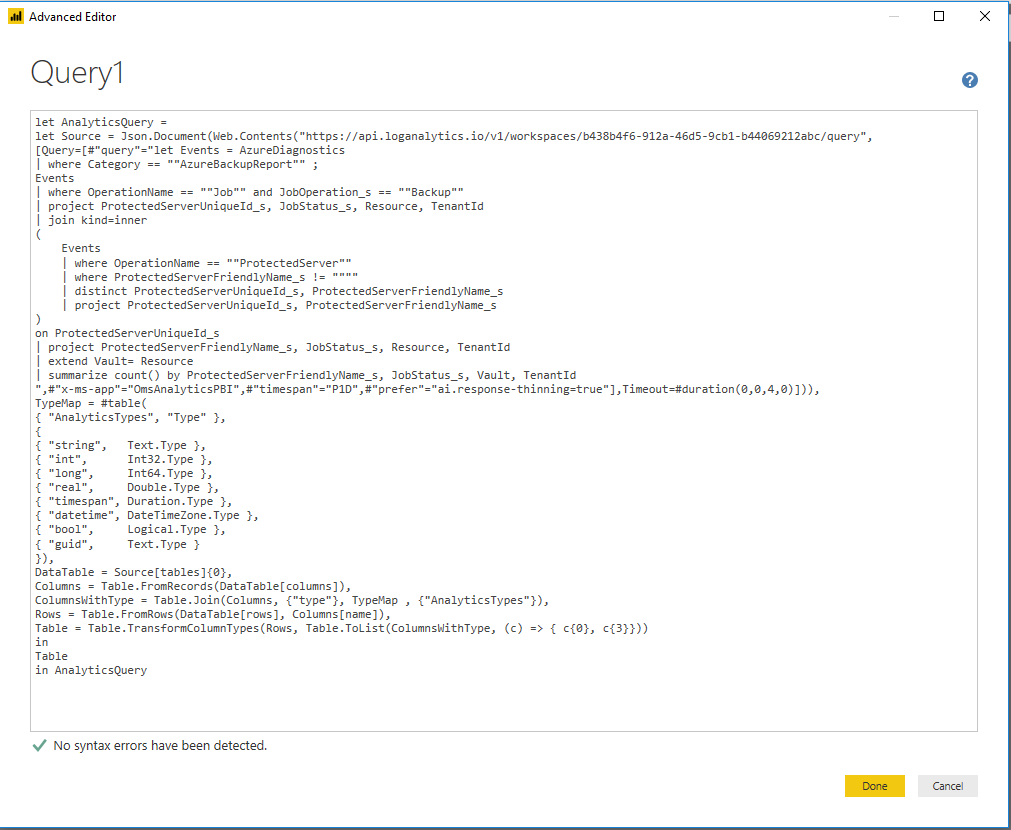 Advanced Editor
Query1
let AnalyticsQuery =
let Source = Json.Document(Web.Contents("https://api.loganalytics.io/v1/workspaces/b438b4f6-912a-46d5-9cb1-b44069212abc/query",
[Query=[#"query"="let Events = AzureDiagnostics
| where Category == ""AzureBackupReport"" ;
Events
| where OperationName == ""Job"" and JobOperation_s == ""Backup""
| project ProtectedServerUniqueId_s, JobStatus_s, Resource, TenantId
| join kind=inner
(
    Events
    | where OperationName == ""ProtectedServer""
    | where ProtectedServerFriendlyName_s != """"
    | distinct ProtectedServerUniqueId_s, ProtectedServerFriendlyName_s
    | project ProtectedServerUniqueId_s, ProtectedServerFriendlyName_s
)
on ProtectedServerUniqueId_s
| project ProtectedServerFriendlyName_s, JobStatus_s, Resource, TenantId
| extend Vault= Resource
| summarize count() by ProtectedServerFriendlyName_s, JobStatus_s, Vault, TenantId
",#"x-ms-app"="OmsAnalyticsPBI",#"timespan"="P1D",#"prefer"="ai.response-thinning=true"],Timeout=#duration(0,0,4,0)])),
TypeMap = #table(
{ "AnalyticsTypes", "Type" },
{
{ "string",   Text.Type },
{ "int",      Int32.Type },
{ "long",     Int64.Type },
{ "real",     Double.Type },
{ "timespan", Duration.Type },
{ "datetime", DateTimeZone.Type },
{ "bool",     Logical.Type },
{ "guid",     Text.Type }
}),
DataTable = Source[tables]{0},
Columns = Table.FromRecords(DataTable[columns]),
ColumnsWithType = Table.Join(Columns, {"type"}, TypeMap , {"AnalyticsTypes"}),
Rows = Table.FromRows(DataTable[rows], Columns[name]),
Table = Table.TransformColumnTypes(Rows, Table.ToList(ColumnsWithType, (c) => { c{0}, c{3}}))
in
Table
in AnalyticsQuery
No syntax errors have been detected.
Done
Cancel